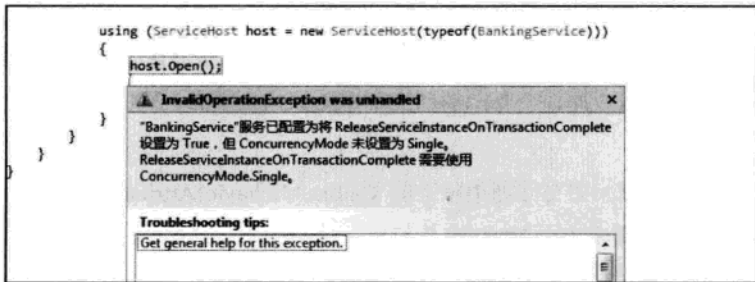 using (ServiceHost host = new ServiceHost(typeof(BankingService)))
{
host.Open();
InvalidOperationException was unhandled
"BankingService"服务已配置为将 ReleaseServiceInstanceOnTransactionComplete
设置为 True，但 ConcurrencyMode 未设置为 Single。
ReleaseServiceInstanceOnTransactionComplete 需要使用
ConcurrencyMode.Single。
}
}
}
}
Troubleshooting tips:
Get general help for this exception.